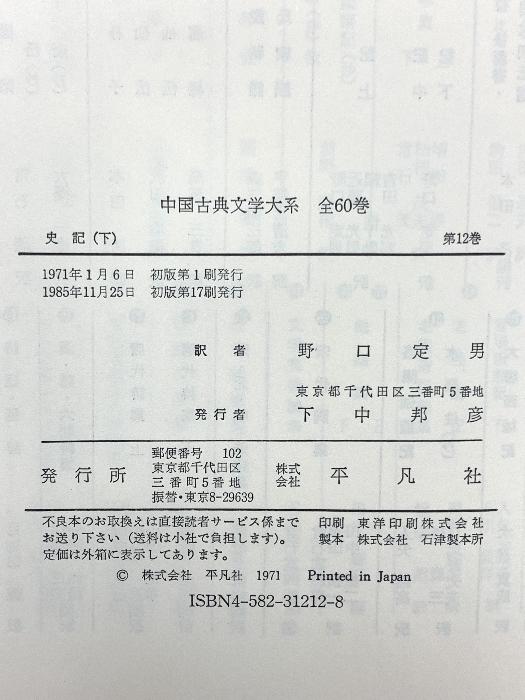 中国古典文学大系　全60巻
史記(下)　第12巻
1971年1月6日　初版第1刷発行
1985年11月25日　初版第17刷発行
訳者　野口定男
東京都千代田区三番町5番地
発行者　下中邦彦
発行所　郵便番号　102
東京都千代田区
三番町5番地
振替・東京8-29639
株式会社　平凡社
不良本のお取換えは直接読者サービス係まで
お送り下さい(送料は小社で負担します)。
定価は外箱に表示してあります。
印刷　東洋印刷株式会社
製本　株式会社　石津製本所
© 株式会社　平凡社　1971　Printed in Japan
ISBN4-582-31212-8